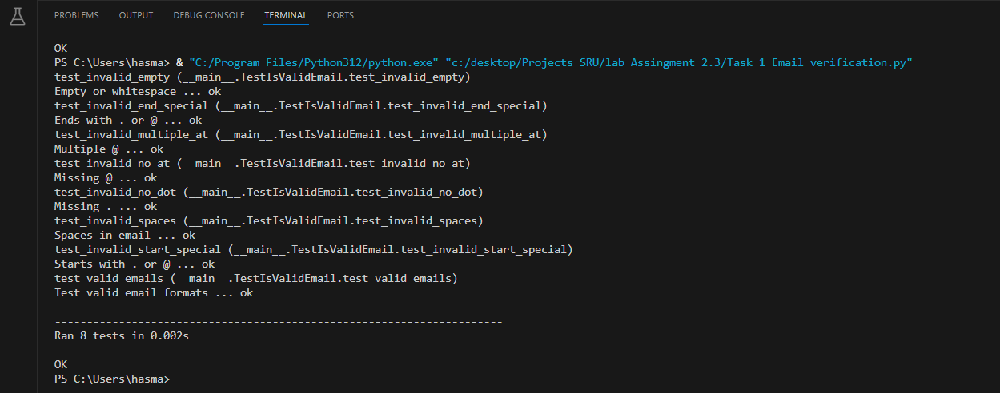 PROBLEMS OUTPUT DEBUG CONSOLE TERMINAL PORTS
OK
PS C:\Users\hasma> & "C:/Program Files/Python312/python.exe" "c:/desktop/Projects SRU/lab Assingment 2.3/Task 1 Email verification.py"
test_invalid_empty (__main__.TestIsValidEmail.test_invalid_empty)
Empty or whitespace ... ok
test_invalid_end_special (__main__.TestIsValidEmail.test_invalid_end_special)
Ends with . or @ ... ok
test_invalid_multiple_at (__main__.TestIsValidEmail.test_invalid_multiple_at)
Multiple @ ... ok
test_invalid_no_at (__main__.TestIsValidEmail.test_invalid_no_at)
Missing @ ... ok
test_invalid_no_dot (__main__.TestIsValidEmail.test_invalid_no_dot)
Missing . ... ok
test_invalid_spaces (__main__.TestIsValidEmail.test_invalid_spaces)
Spaces in email ... ok
test_invalid_start_special (__main__.TestIsValidEmail.test_invalid_start_special)
Starts with . or @ ... ok
test_valid_emails (__main__.TestIsValidEmail.test_valid_emails)
Test valid email formats ... ok
----------------------------------------------------------------------
Ran 8 tests in 0.002s
OK
PS C:\Users\hasma>